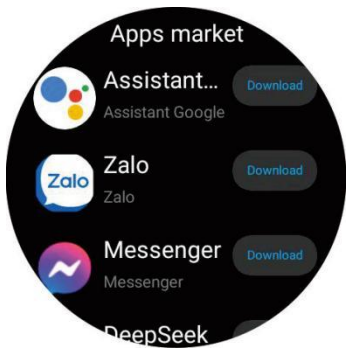 Apps market
Assistant...
Download
Assistant Google
Zalo
Zalo
Download
Zalo
Messenger
Download
Messenger
DeepSeek